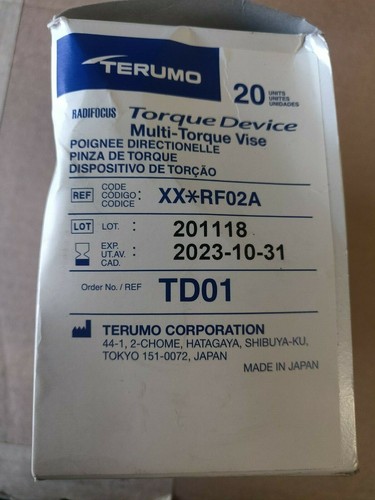 TERUMO
20 UNITS
UNITES
UNIDADES
RADIFOCUS Torque Device
Multi-Torque Vise
POIGNEE DIRECTIONELLE
PINZA DE TORQUE
DISPOSITIVO DE TORÇÃO
REF CODE
CÓDIGO : XX*RF02A
CODICE
LOT LOT. : 201118
EXP.
UT.AV. : 2023-10-31
CAD.
Order No. / REF TD01
TERUMO CORPORATION
44-1, 2-CHOME, HATAGAYA, SHIBUYA-KU,
TOKYO 151-0072, JAPAN
MADE IN JAPAN